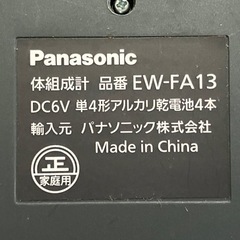 Panasonic
体組成計 品番 EW-FA13
DC6V 単4形アルカリ乾電池4本
輸入元 パナソニック株式会社
Made in China
正
家庭用